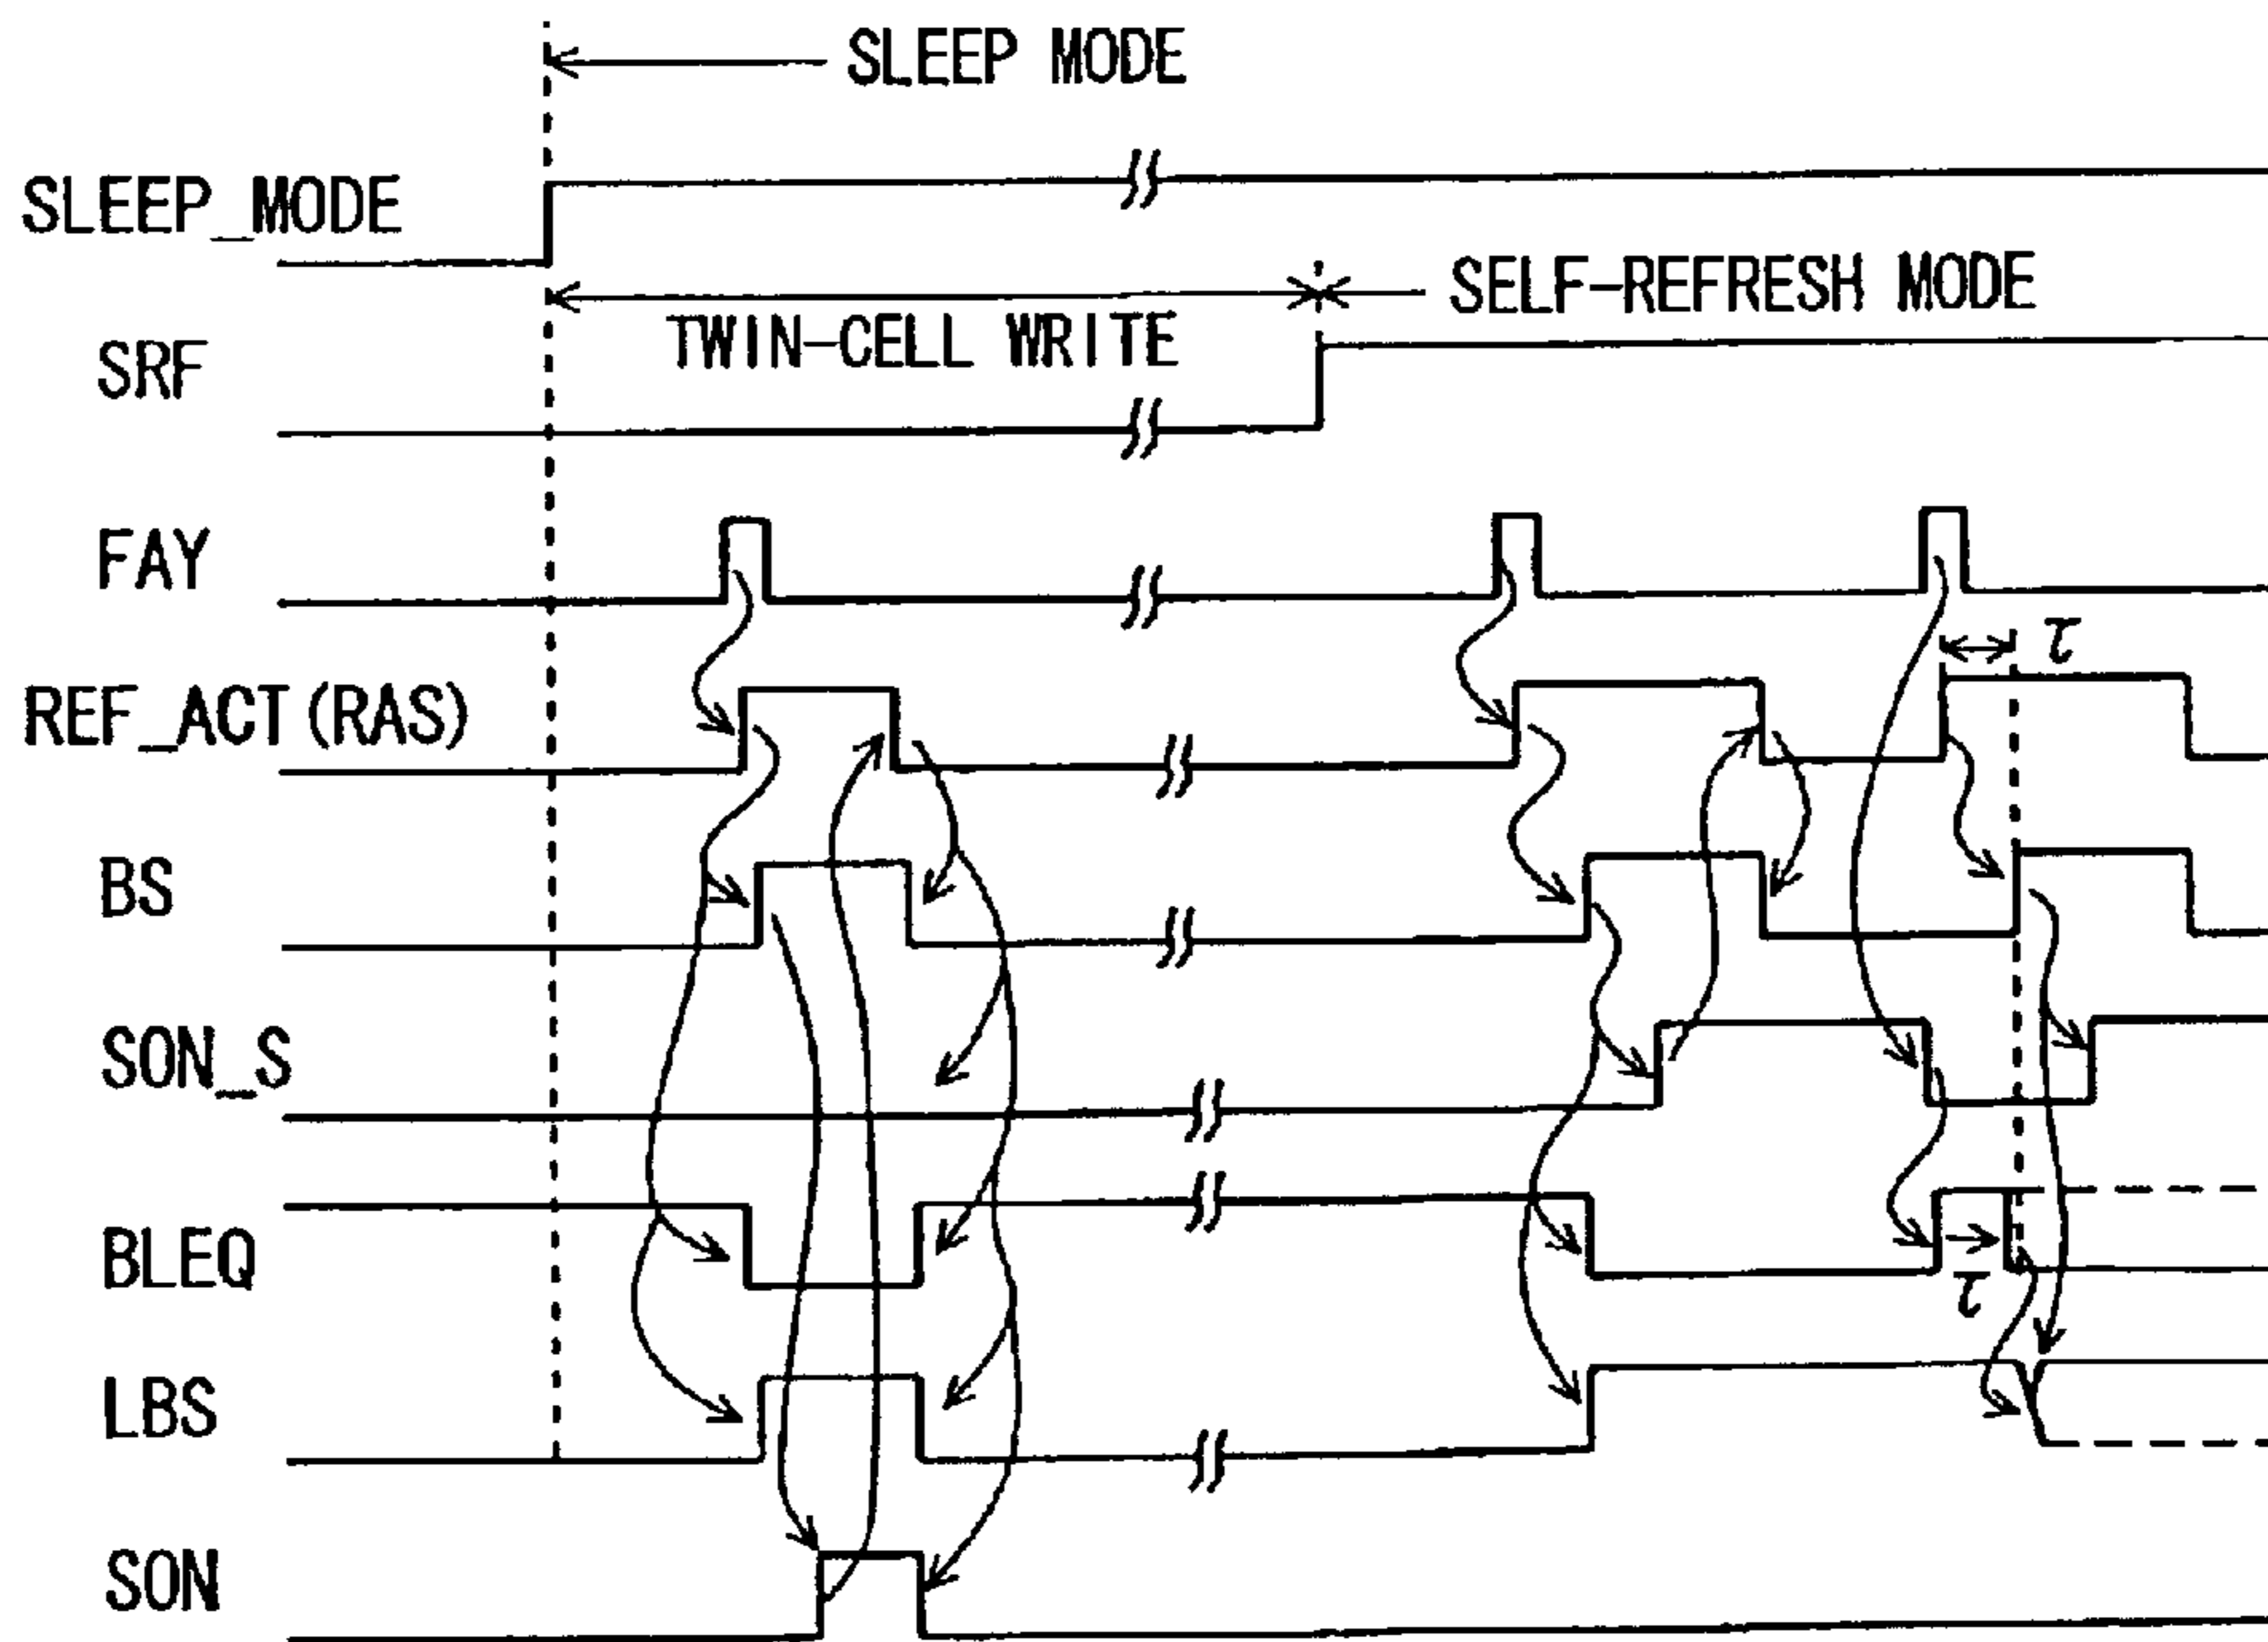 SLEEP MODE
SLEEP_MODE
SELF-REFRESH MODE
TWIN-CELL WRITE
SRF
FAY
τ
REF_ACT(RAS)
BS
SON_S
BLEQ
τ
LBS
SON